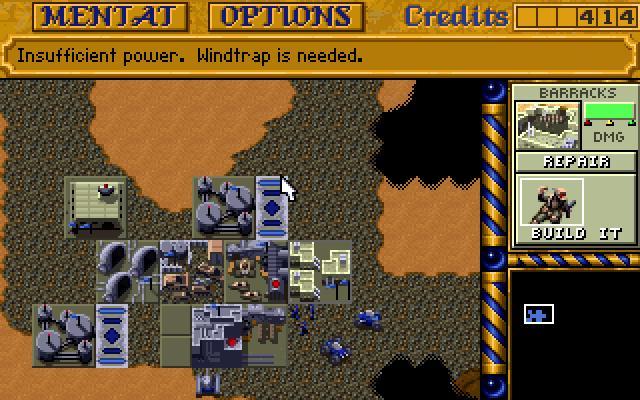 MENTAT OPTIONS Credits 414
Insufficient power. Windtrap is needed.
BARRACKS
DMG
REPAIR
BUILD IT